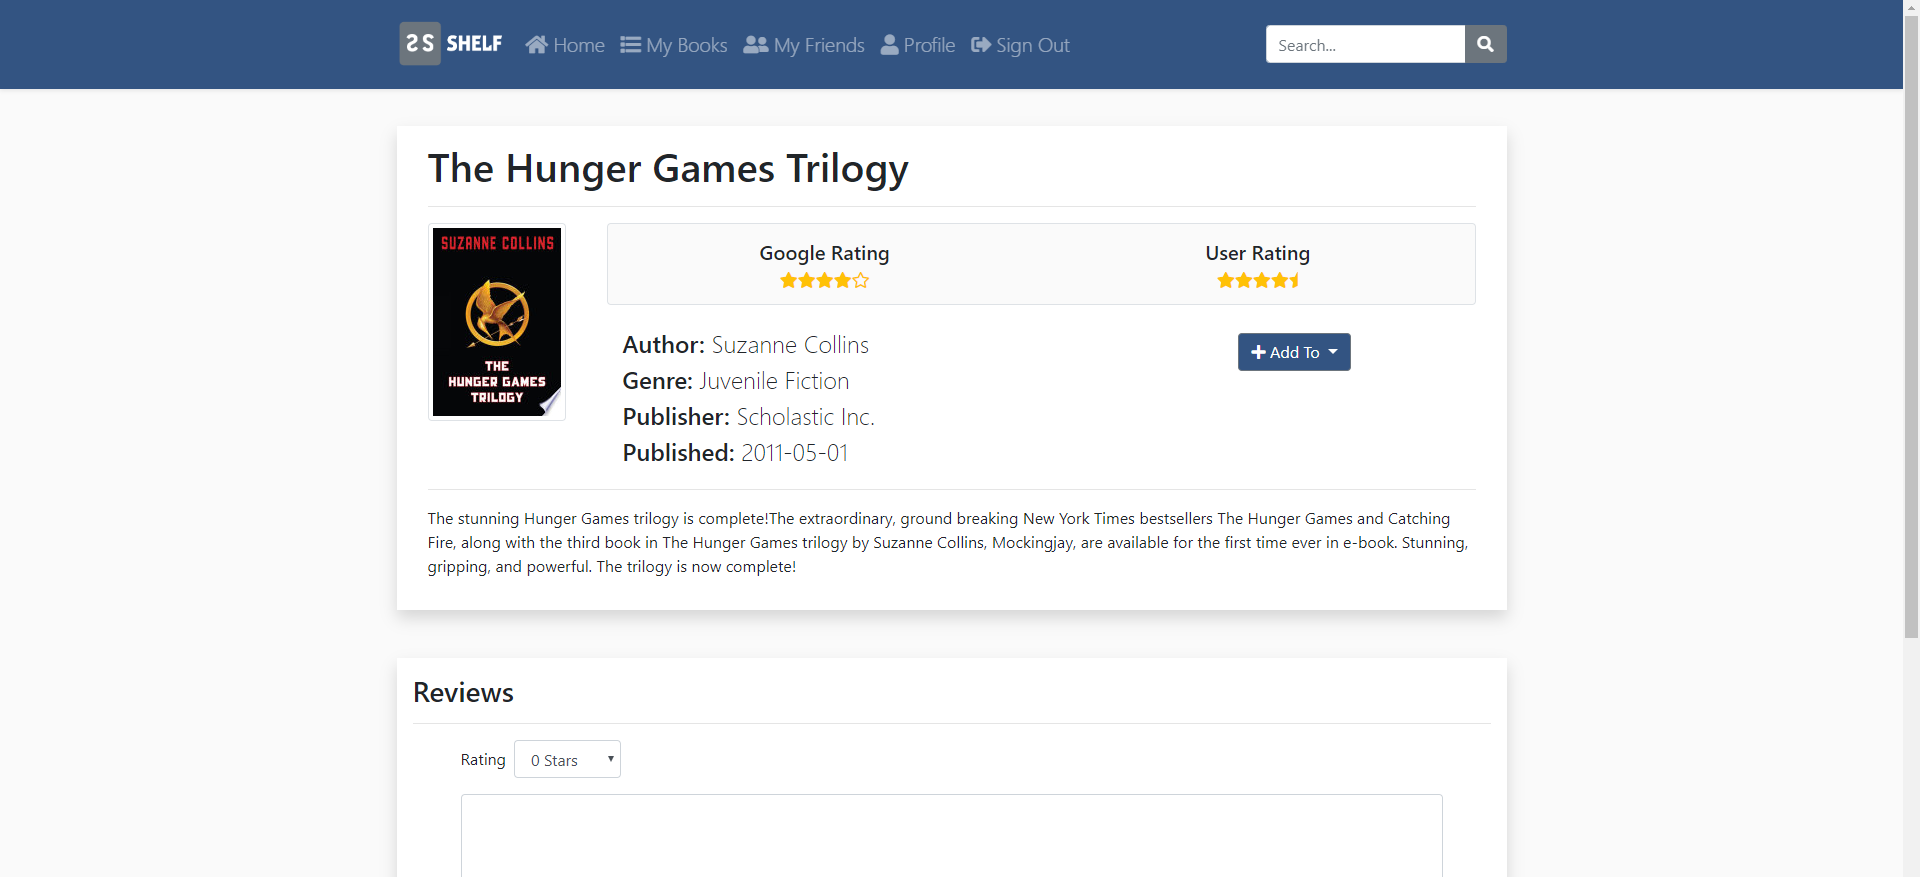 SS SHELF Home My Books My Friends Profile Sign Out Search...
The Hunger Games Trilogy
SUZANNE COLLINS
THE
HUNGER GAMES
TRILOGY
Google Rating
User Rating
Author: Suzanne Collins
Genre: Juvenile Fiction
Publisher: Scholastic Inc.
Published: 2011-05-01
Add To
The stunning Hunger Games trilogy is complete!The extraordinary, ground breaking New York Times bestsellers The Hunger Games and Catching
Fire, along with the third book in The Hunger Games trilogy by Suzanne Collins, Mockingjay, are available for the first time ever in e-book. Stunning,
gripping, and powerful. The trilogy is now complete!
Reviews
Rating 0 Stars